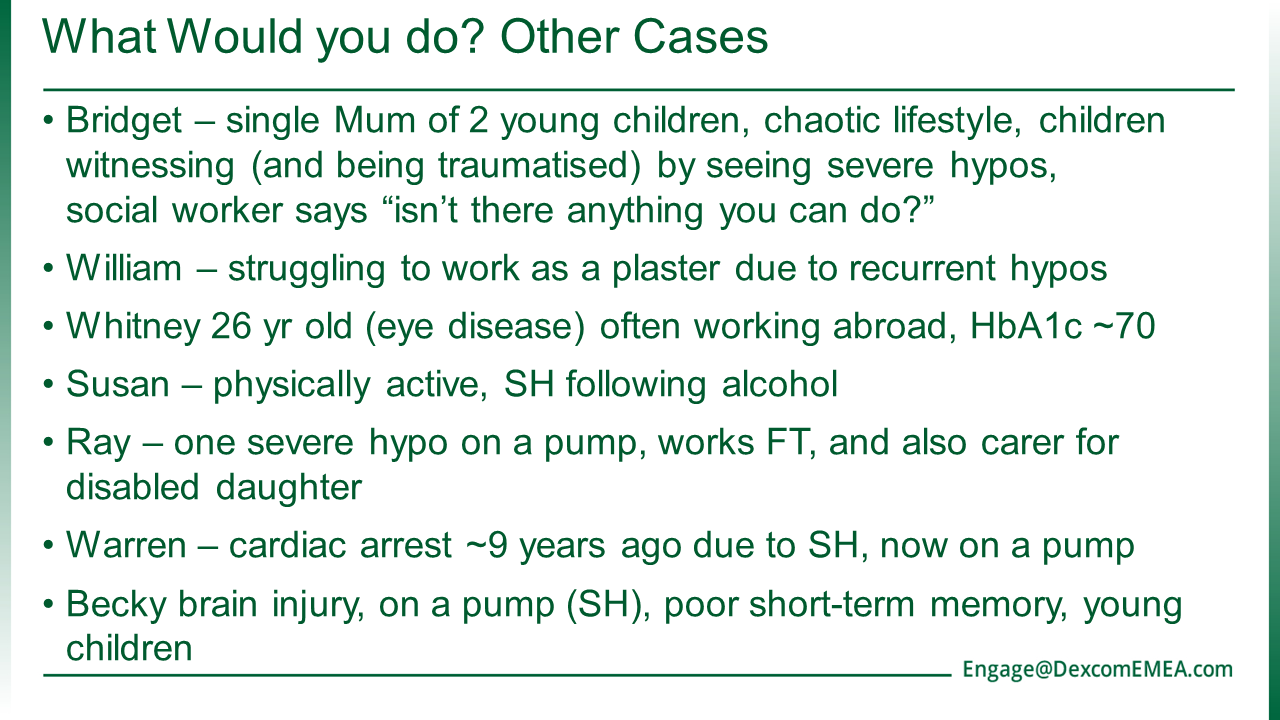 What Would you do? Other Cases
• Bridget – single Mum of 2 young children, chaotic lifestyle, children
witnessing (and being traumatised) by seeing severe hypos,
social worker says “isn’t there anything you can do?”
• William – struggling to work as a plaster due to recurrent hypos
• Whitney 26 yr old (eye disease) often working abroad, HbA1c ~70
• Susan – physically active, SH following alcohol
• Ray – one severe hypo on a pump, works FT, and also carer for
disabled daughter
• Warren – cardiac arrest ~9 years ago due to SH, now on a pump
• Becky brain injury, on a pump (SH), poor short-term memory, young
children
Engage@DexcomEMEA.com